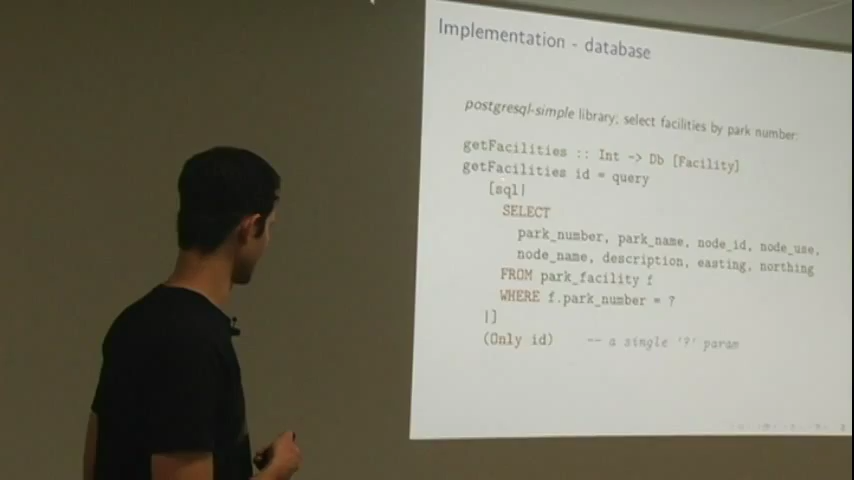 Implementation - database
postgresql-simple library, select facilities by park number:
getFacilities :: Int -> Db [Facility]
getFacilities id = query
[sql|
SELECT
park_number, park_name, node_id, node_use,
node_name, description, easting, northing
FROM park_facility f
WHERE f.park_number = ?
|]
(Only id) -- a single '?' param